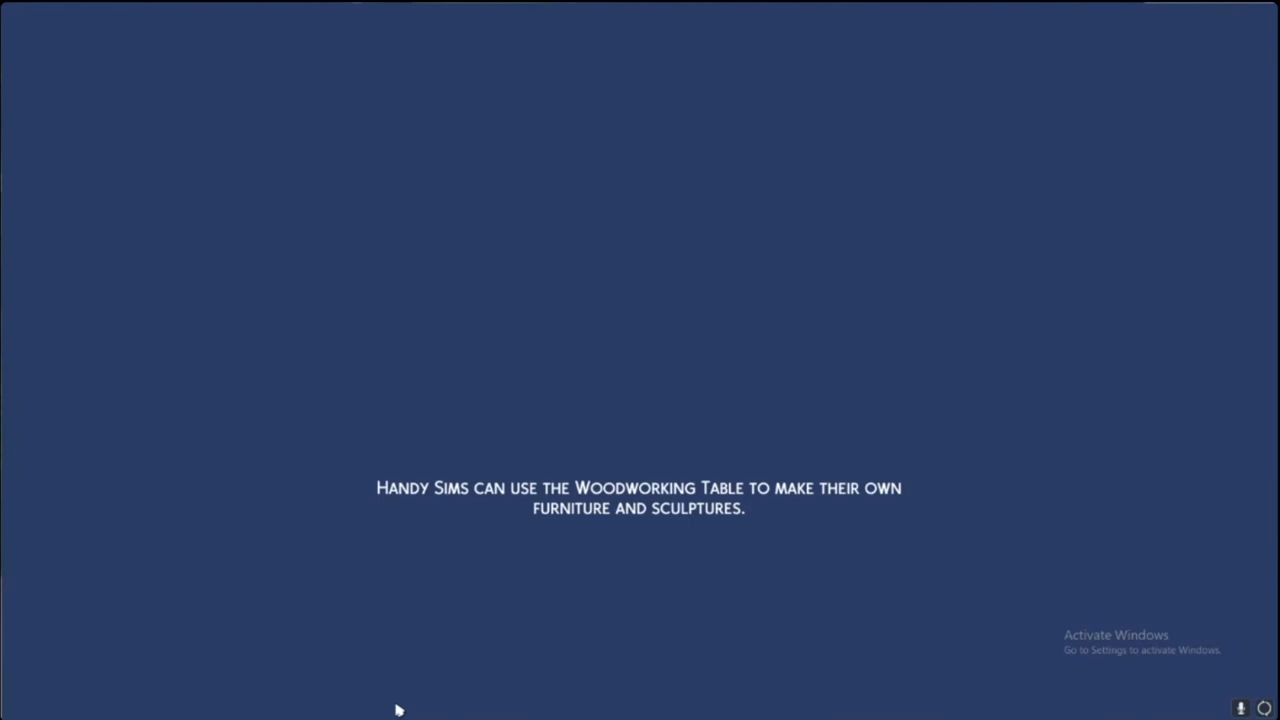 Handy Sims can use the Woodworking Table to make their own
furniture and sculptures.
Activate Windows
Go to Settings to activate Windows.